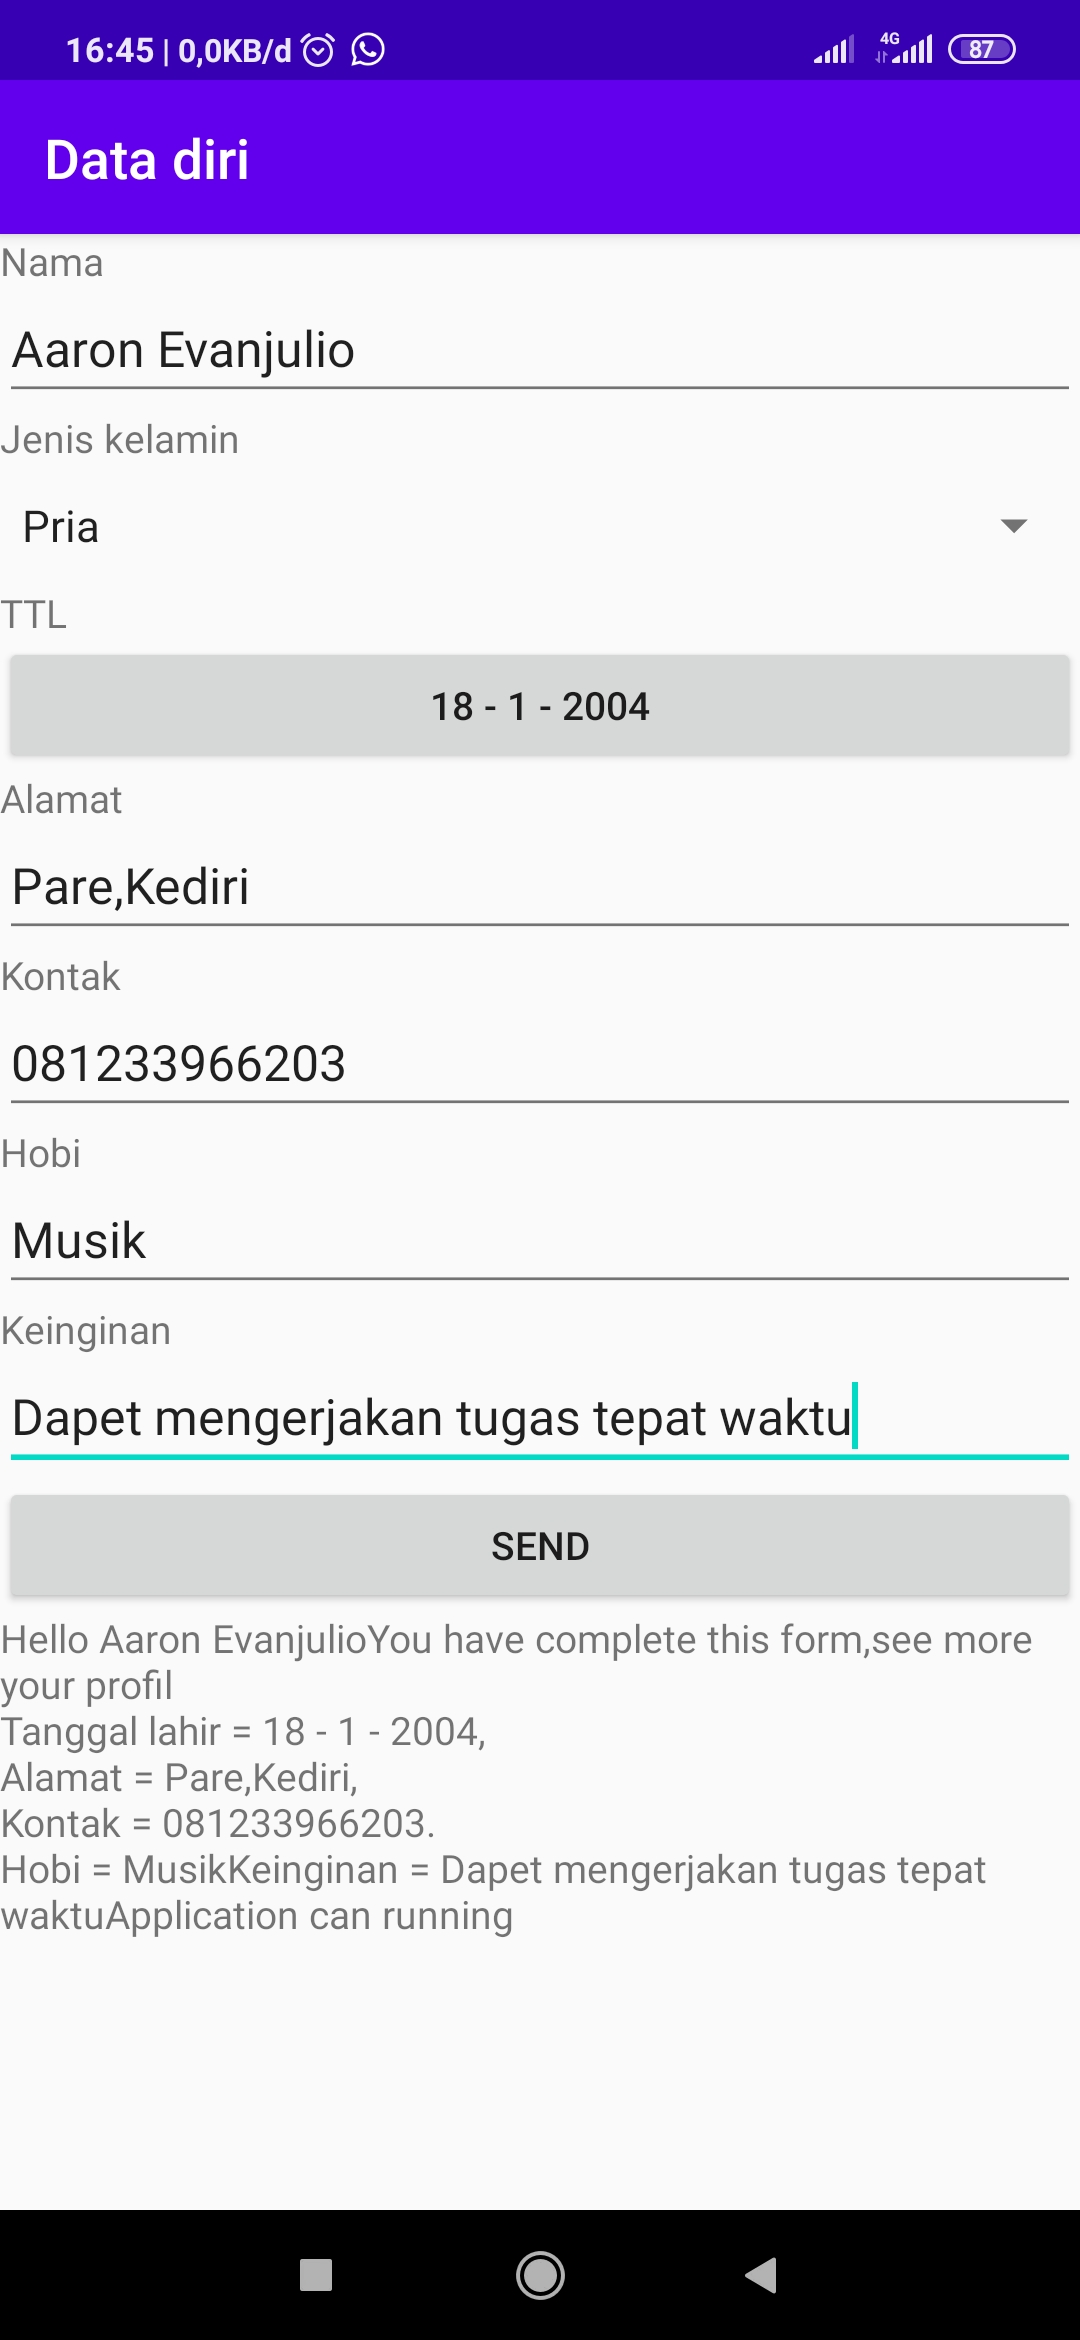 16:45 | 0,0KB/d
4G
87
Data diri
Nama
Aaron Evanjulio
Jenis kelamin
Pria
TTL
18 - 1 - 2004
Alamat
Pare,Kediri
Kontak
081233966203
Hobi
Musik
Keinginan
Dapet mengerjakan tugas tepat waktu
SEND
Hello Aaron EvanjulioYou have complete this form,see more
your profil
Tanggal lahir = 18 - 1 - 2004,
Alamat = Pare,Kediri,
Kontak = 081233966203.
Hobi = MusikKeinginan = Dapet mengerjakan tugas tepat
waktuApplication can running